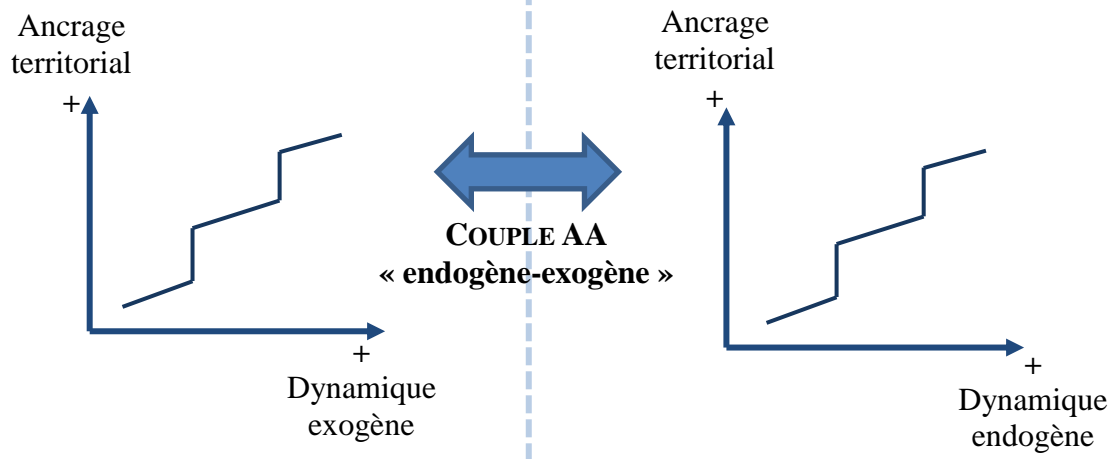 Ancrage
territorial
+
+
Dynamique
exogène
COUPLE AA
« endogène-exogène »
Ancrage
territorial
+
+
Dynamique
endogène